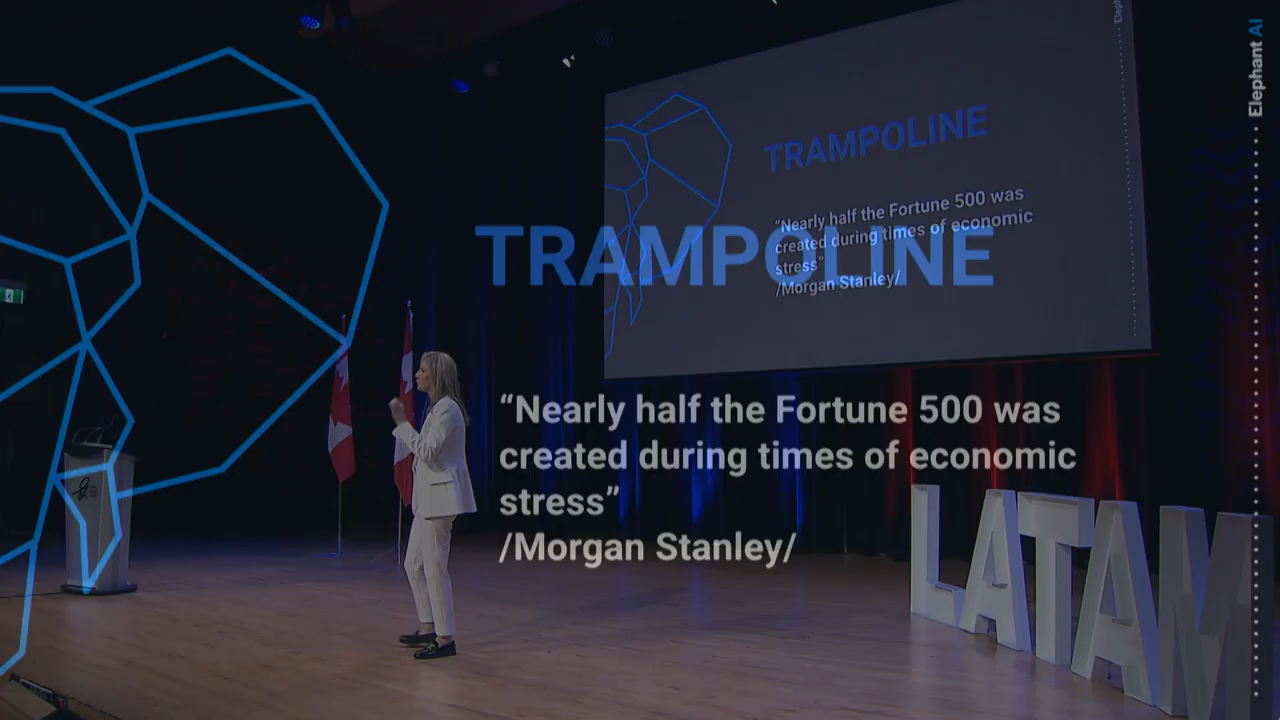 Elephant AI
TRAMPOLINE
"Nearly half the Fortune 500 was
created during times of economic
stress"
/Morgan Stanley/
TRAMPOLINE
“Nearly half the Fortune 500 was
created during times of economic
stress”
/Morgan Stanley/
LATAM